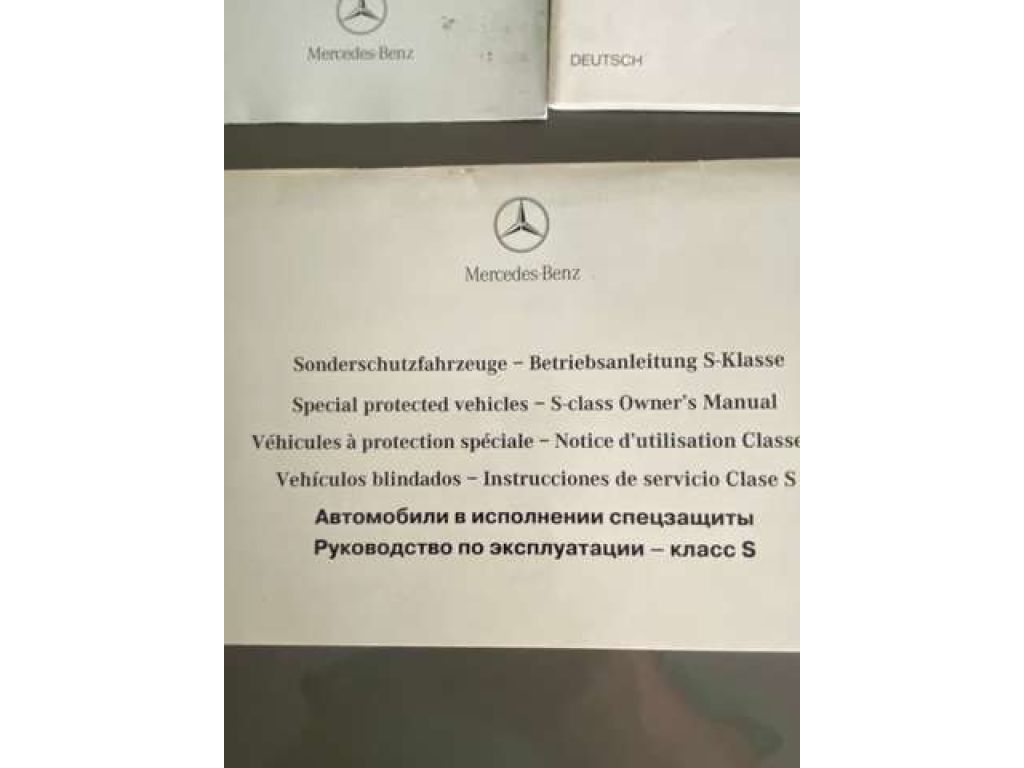 Mercedes-Benz
DEUTSCH
Mercedes-Benz
Sonderschutzfahrzeuge – Betriebsanleitung S-Klasse
Special protected vehicles – S-class Owner's Manual
Véhicules à protection spéciale – Notice d'utilisation Classe
Vehículos blindados – Instrucciones de servicio Clase S
Автомобили в исполнении спецзащиты
Руководство по эксплуатации – класс S